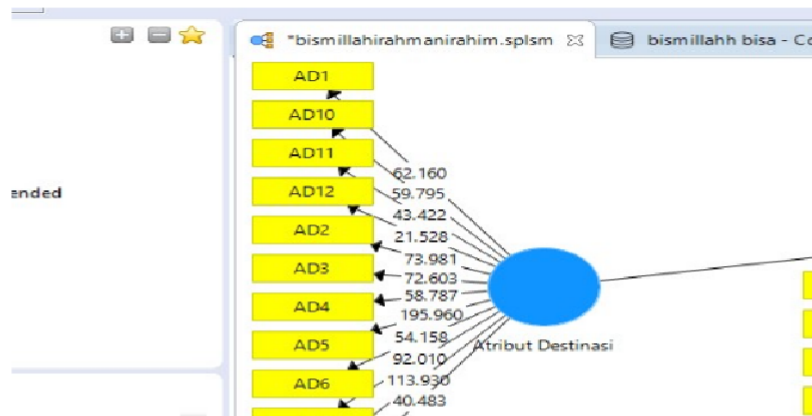 *bismillahirahmanirahim.splsm
bismillahh bisa - Co
ended
AD1
AD10
AD11
AD12
AD2
AD3
AD4
AD5
AD6
62.160
59.795
43.422
21.528
73.981
72.603
58.787
195.960
54.158
92.010
113.930
40.483
Atribut Destinasi